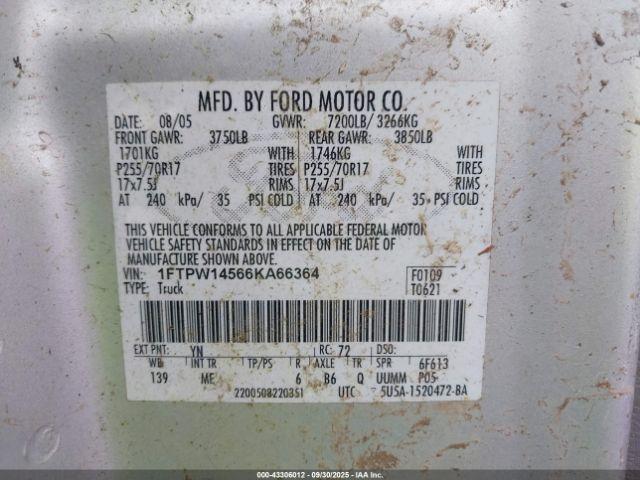 MFD. BY FORD MOTOR CO.
DATE: 08/05 GVWR: 7200LB/ 3266KG
FRONT GAWR: 3750LB REAR GAWR: 3850LB
1701KG WITH 1746KG WITH
P255/70R17 TIRES P255/70R17 TIRES
17x7.5J RIMS 17x7.5J RIMS
AT 240 kPa/ 35 PSI COLD AT 240 kPa/ 35 PSI COLD
THIS VEHICLE CONFORMS TO ALL APPLICABLE FEDERAL MOTOR
VEHICLE SAFETY STANDARDS IN EFFECT ON THE DATE OF
MANUFACTURE SHOWN ABOVE.
VIN: 1FTPW14566KA66364 F0109
TYPE: Truck T0621
EXT PNT: YN RC: 72 DSO:
WB INT TR TP/PS R AXLE TR SPR 6F613
139 ME 6 B6 Q UUMM POS-
22005082203S1 UTC 5U5A-1520472-BA
000-43306012 - 09/30/2025 - IAAI.com